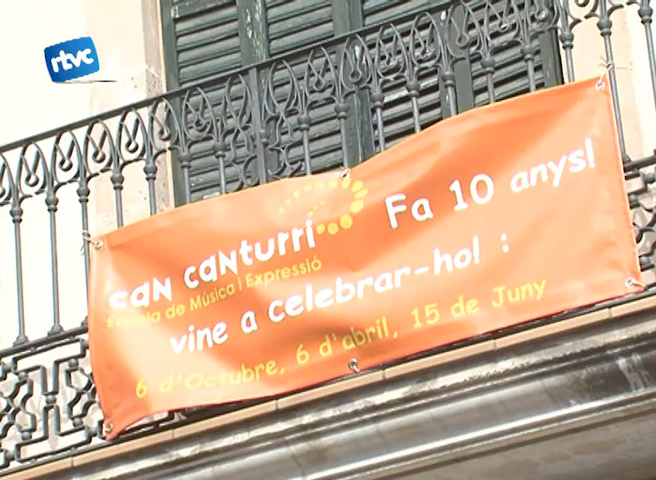 rtvc
can canturri
Escola de Música i Expressió
Fa 10 anys!
vine a celebrar-ho! :
6 d'Octubre, 6 d'abril, 15 de Juny